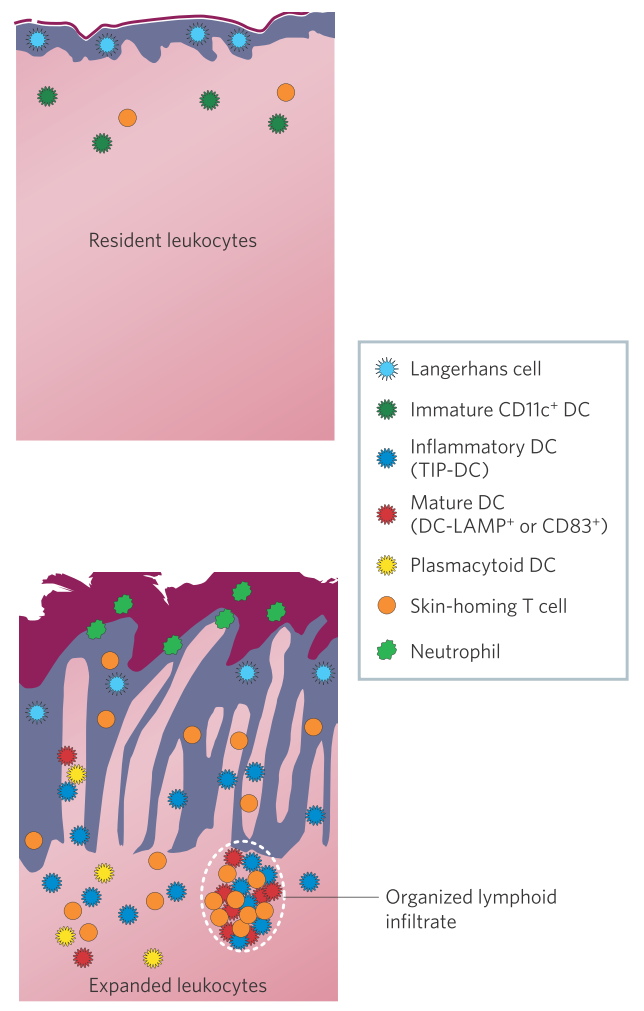 Resident leukocytes
Langerhans cell
Immature CD11c⁺ DC
Inflammatory DC
(TIP-DC)
Mature DC
(DC-LAMP⁺ or CD83⁺)
Plasmacytoid DC
Skin-homing T cell
Neutrophil
Organized lymphoid
infiltrate
Expanded leukocytes